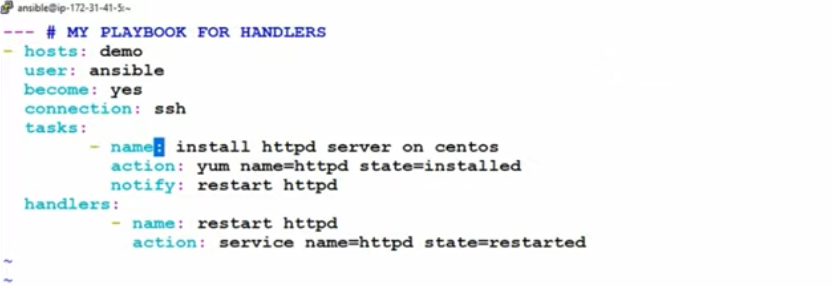 ansible@ip-172-31-41-5:~
--- # MY PLAYBOOK FOR HANDLERS
- hosts: demo
  user: ansible
  become: yes
  connection: ssh
  tasks:
        - name: install httpd server on centos
          action: yum name=httpd state=installed
          notify: restart httpd
  handlers:
          - name: restart httpd
            action: service name=httpd state=restarted
~
~